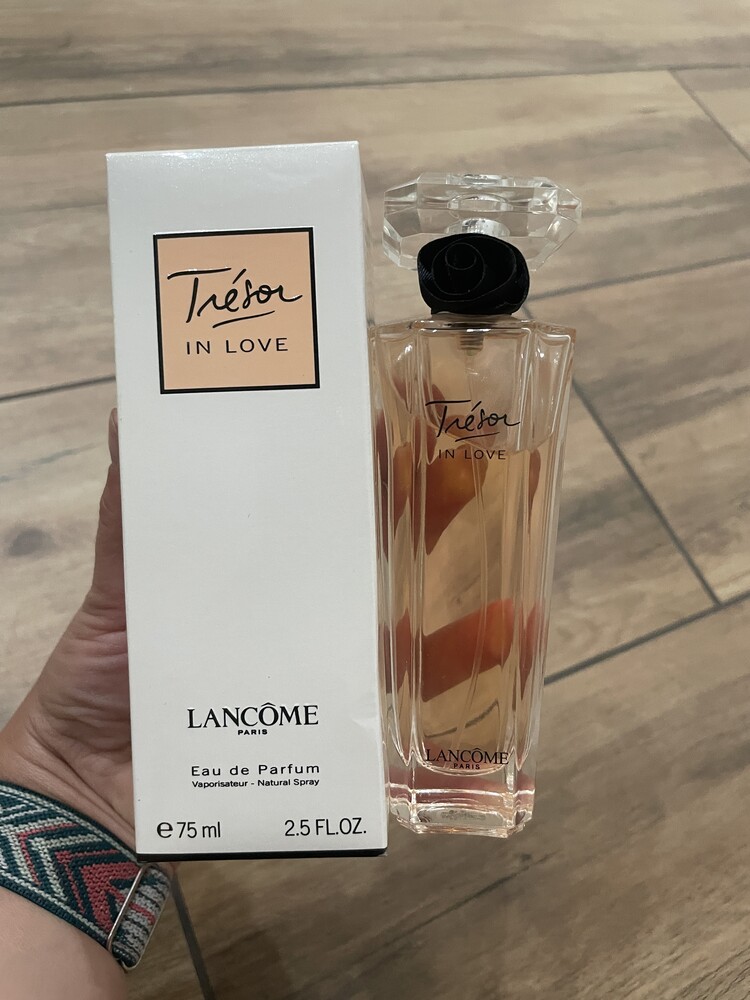 Trésor
IN LOVE
LANCÔME
PARIS
Eau de Parfum
Vaporisateur - Natural Spray
e 75 ml 2.5 FL.OZ.
Trésor
IN LOVE
LANCÔME
PARIS